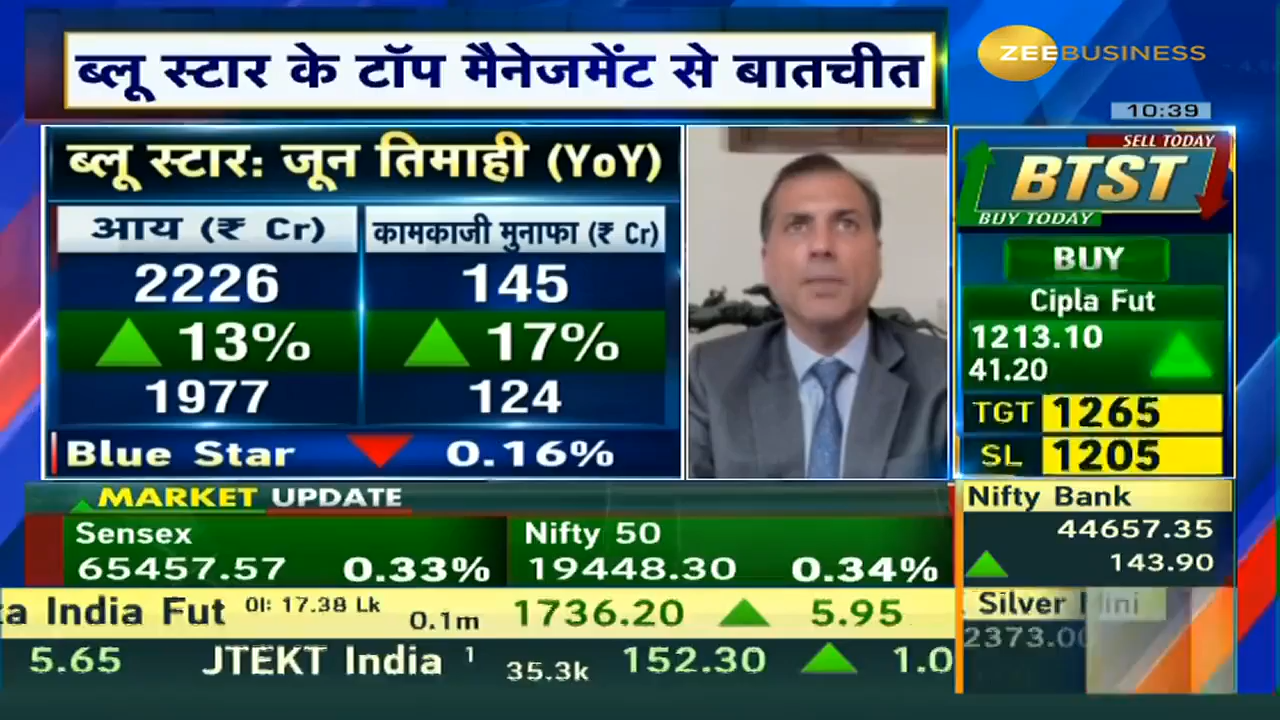 ब्लू स्टार के टॉप मैनेजमेंट से बातचीत
ZEEBUSINESS
10:39
ब्लू स्टार: जून तिमाही (YoY)
आय (₹ Cr) कामकाजी मुनाफा (₹ Cr)
2226 145
13% 17%
1977 124
Blue Star 0.16%
SELL TODAY
BTST
BUY TODAY
BUY
Cipla Fut
1213.10
41.20
TGT 1265
SL 1205
MARKET UPDATE
Sensex
65457.57 0.33%
Nifty 50
19448.30 0.34%
Nifty Bank
44657.35
143.90
Silver Mini
2373.00
a India Fut OI: 17.38 Lk 0.1m 1736.20 5.95
5.65 JTEKT India 1 35.3k 152.30 1.0